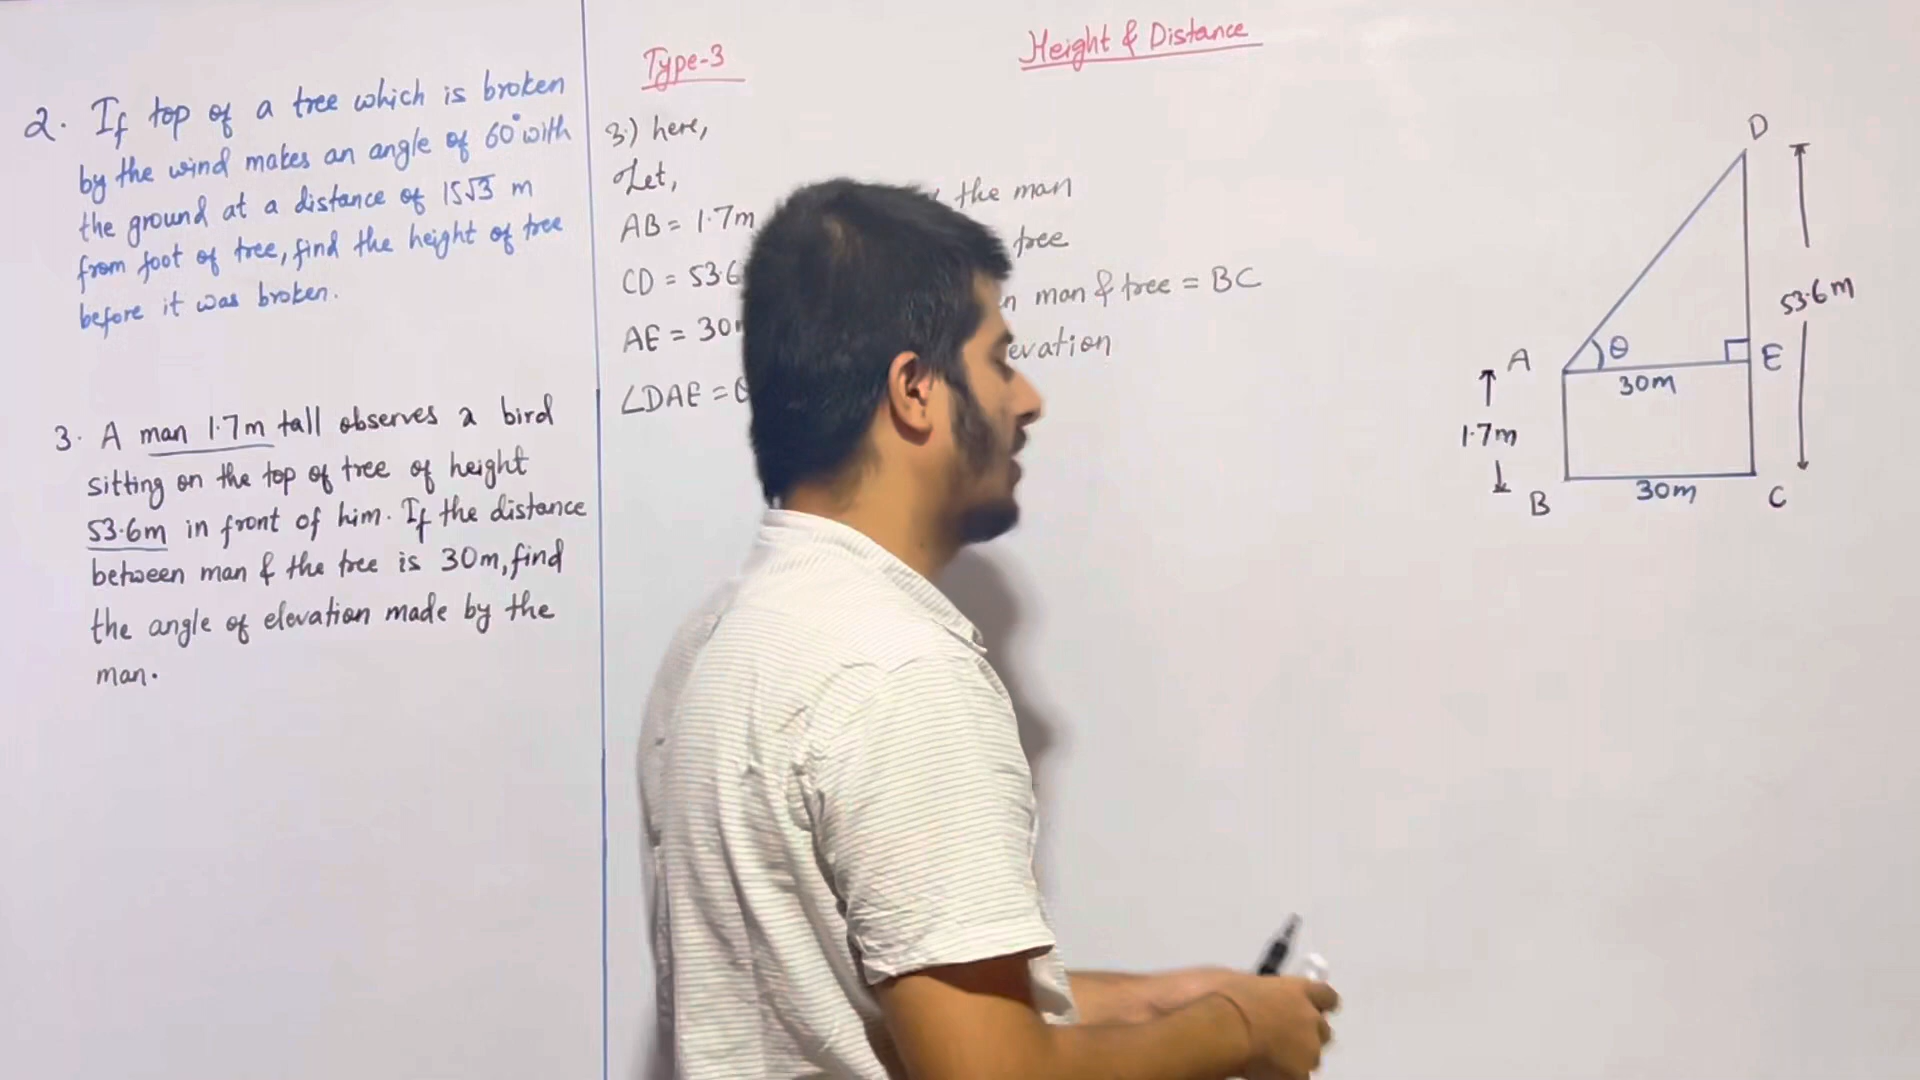 2. If top of a tree which is broken
by the wind makes an angle of 60° with
the ground at a distance of 15√3 m
from foot of tree, find the height of tree
before it was broken.
3. A man 1.7m tall observes a bird
sitting on the top of tree of height
53.6m in front of him. If the distance
between man & the tree is 30m, find
the angle of elevation made by the
man.
Type-3
Height & Distance
3.) here,
Let,
AB = 1.7m the man
CD = 53.6 tree
AE = 30 man & tree = BC
∠DAE =
D
53.6m
A
θ
E
30m
1.7m
B
30m
C